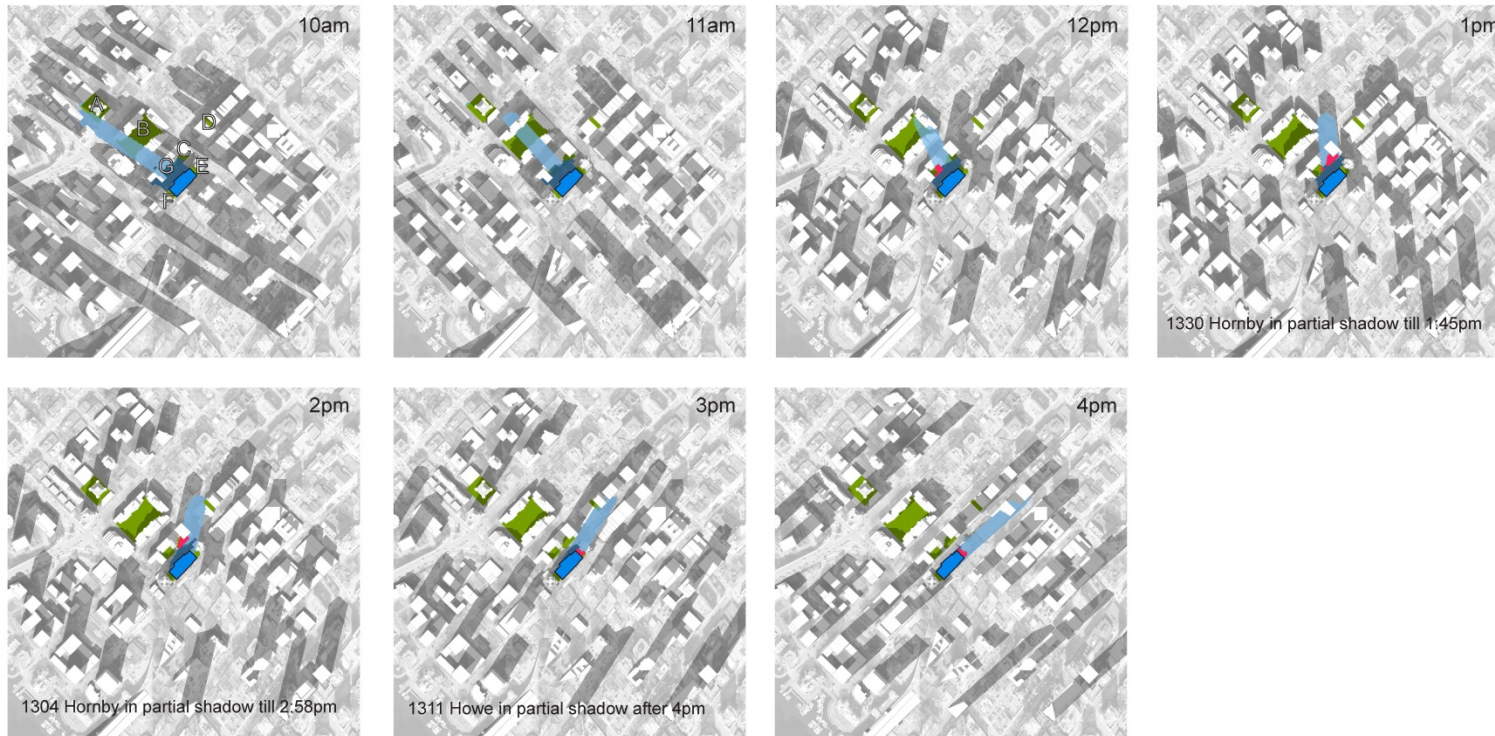 10am
11am
12pm
1pm
A
B
D
C
G
E
F
1330 Hornby in partial shadow till 1:45pm
2pm
3pm
4pm
1304 Hornby in partial shadow till 2:58pm
1311 Howe in partial shadow after 4pm